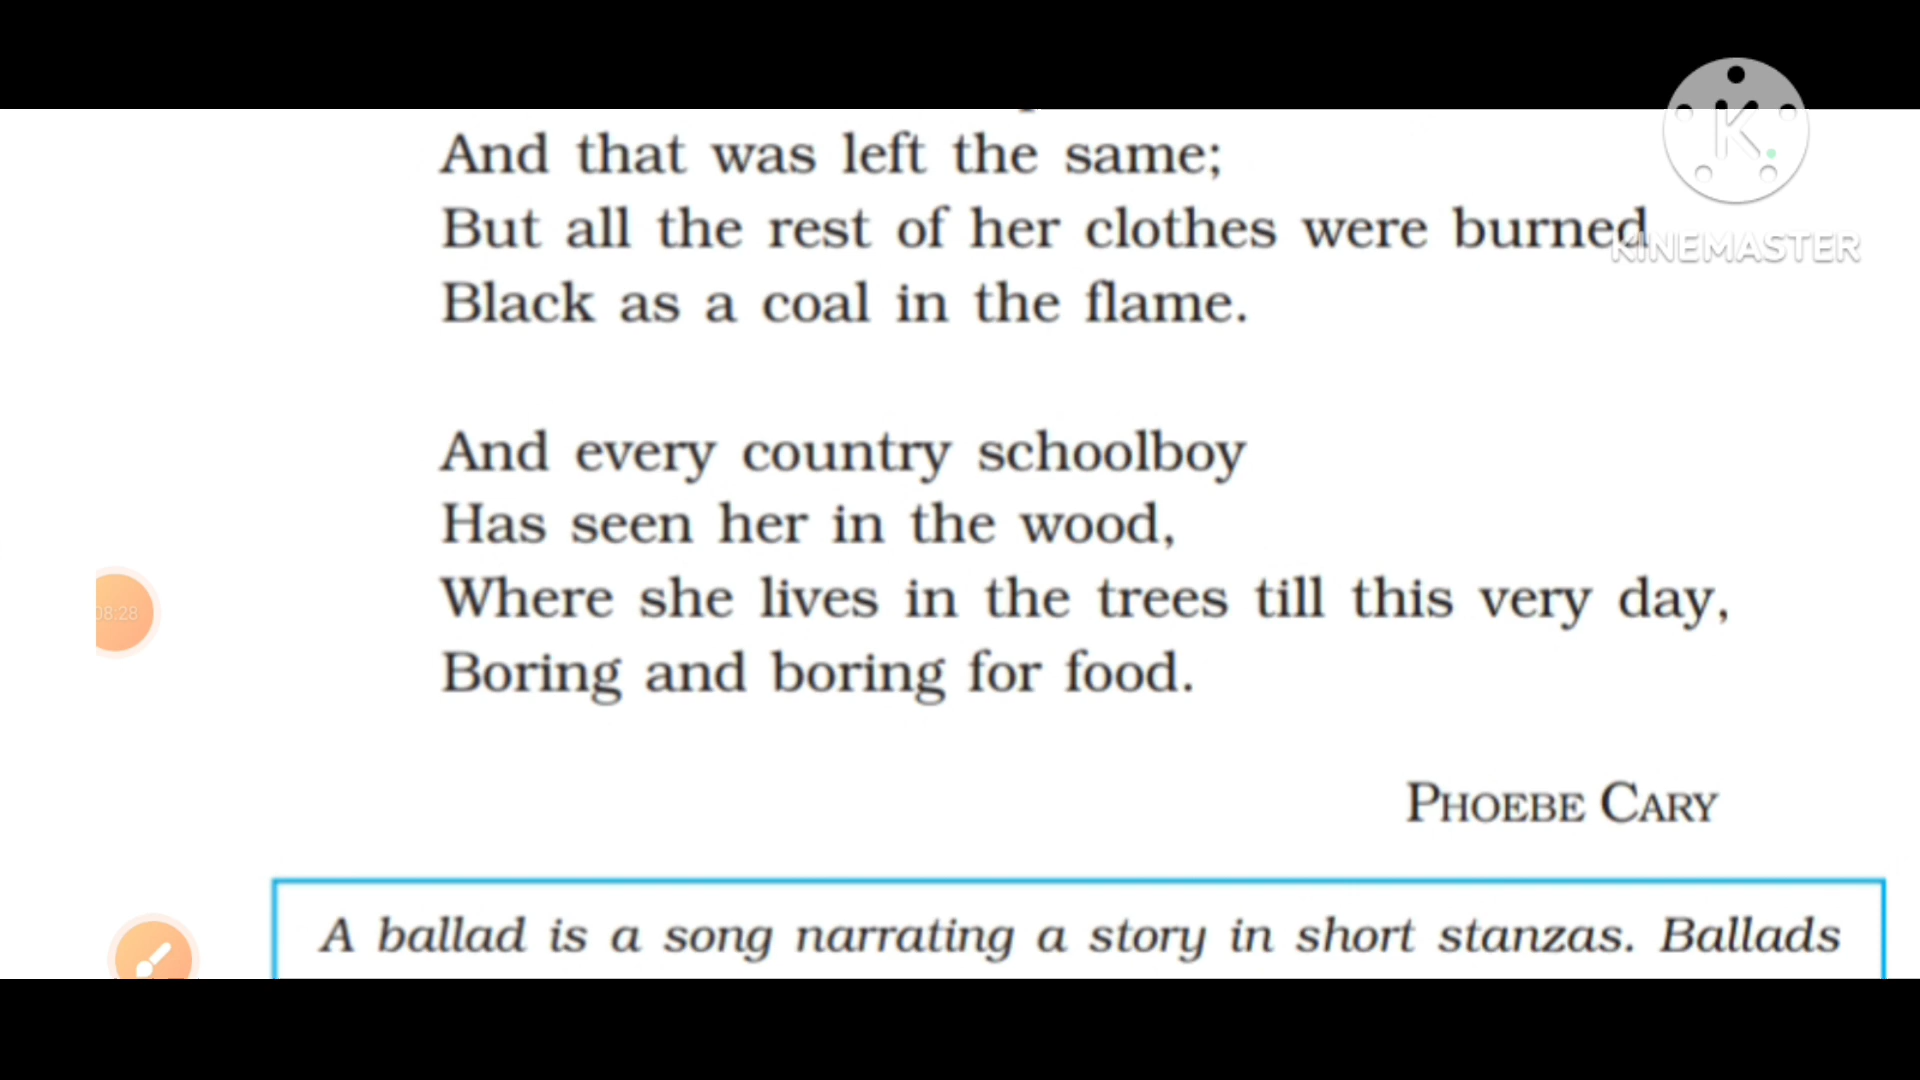 And that was left the same;
But all the rest of her clothes were burned
Black as a coal in the flame.
And every country schoolboy
Has seen her in the wood,
Where she lives in the trees till this very day,
Boring and boring for food.
PHOEBE CARY
A ballad is a song narrating a story in short stanzas. Ballads
K
KINEMASTER
08:28